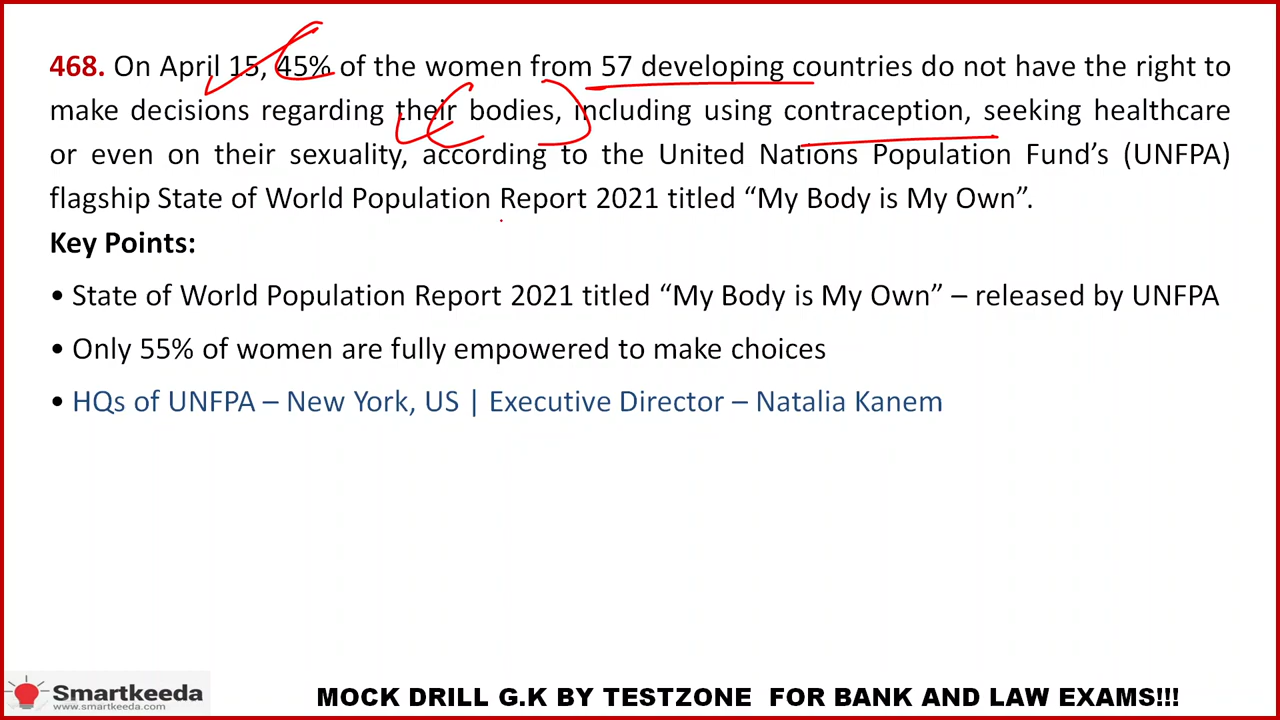 468. On April 15, 45% of the women from 57 developing countries do not have the right to
make decisions regarding their bodies, including using contraception, seeking healthcare
or even on their sexuality, according to the United Nations Population Fund’s (UNFPA)
flagship State of World Population Report 2021 titled “My Body is My Own”.
Key Points:
• State of World Population Report 2021 titled “My Body is My Own” – released by UNFPA
• Only 55% of women are fully empowered to make choices
• HQs of UNFPA – New York, US | Executive Director – Natalia Kanem
Smartkeeda
www.smartkeeda.com
MOCK DRILL G.K BY TESTZONE FOR BANK AND LAW EXAMS!!!